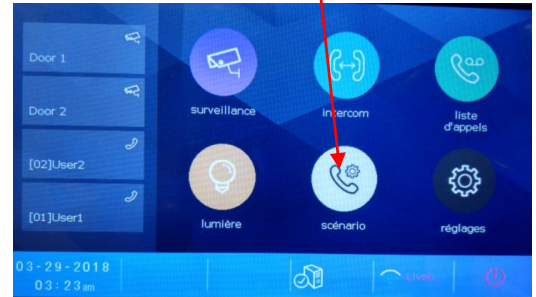 Door 1
Door 2
[02]User2
[01]User1
surveillance
intercom
liste
d'appels
lumière
scénario
réglages
03-29-2018
03:23am